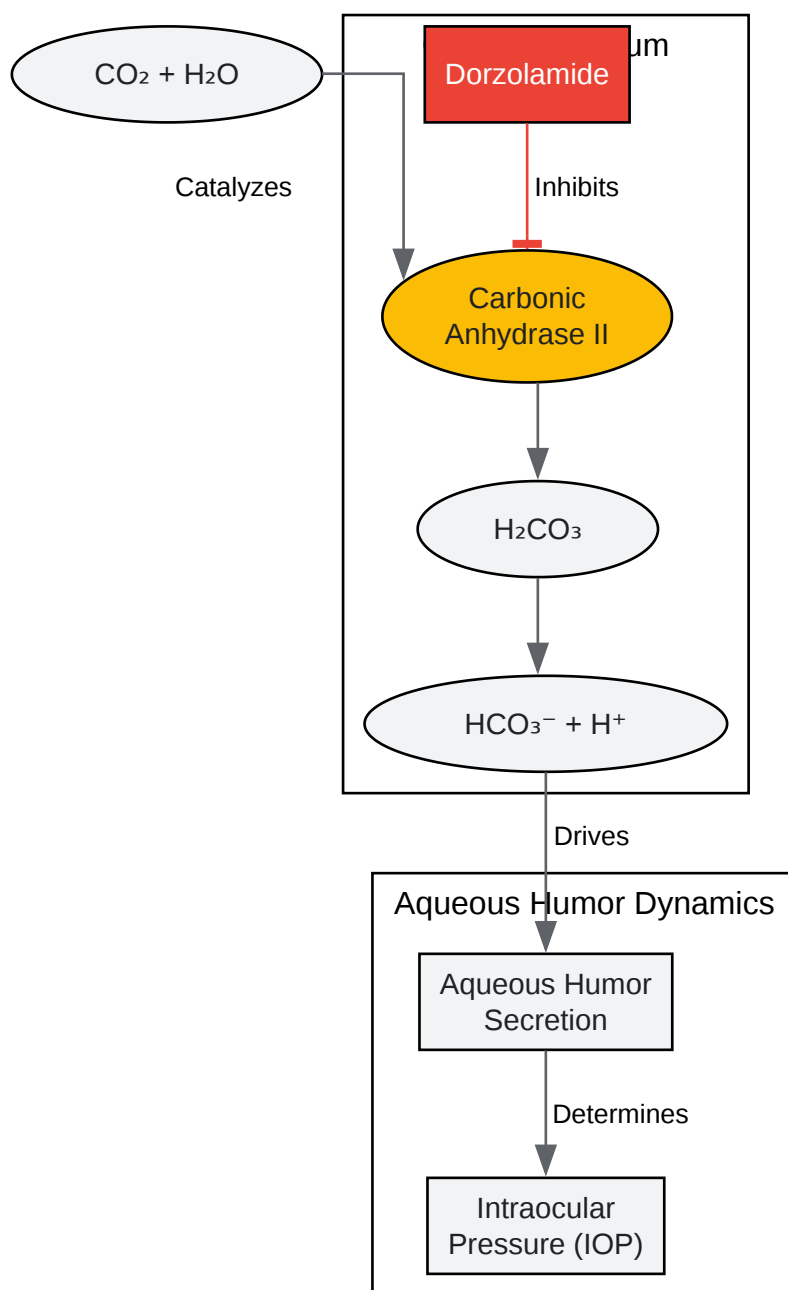 CO₂ + H₂O
Dorzolamide
Catalyzes
Inhibits
Carbonic
Anhydrase II
H₂CO₃
HCO₃⁻ + H⁺
Drives
Aqueous Humor Dynamics
Aqueous Humor
Secretion
Determines
Intraocular
Pressure (IOP)